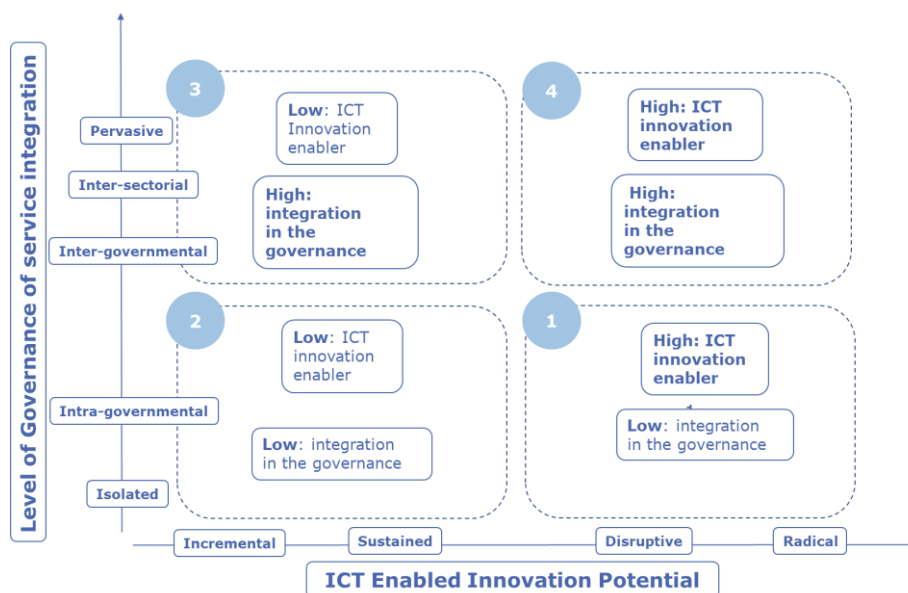 Level of Governance of service integration
Pervasive
Inter-sectorial
Inter-governmental
Intra-governmental
Isolated
3
Low: ICT
Innovation
enabler
High:
integration
in the
governance
4
High: ICT
innovation
enabler
High:
integration
in the
governance
2
Low: ICT
innovation
enabler
Low: integration
in the governance
1
High: ICT
innovation
enabler
Low: integration
in the governance
Incremental
Sustained
Disruptive
Radical
ICT Enabled Innovation Potential